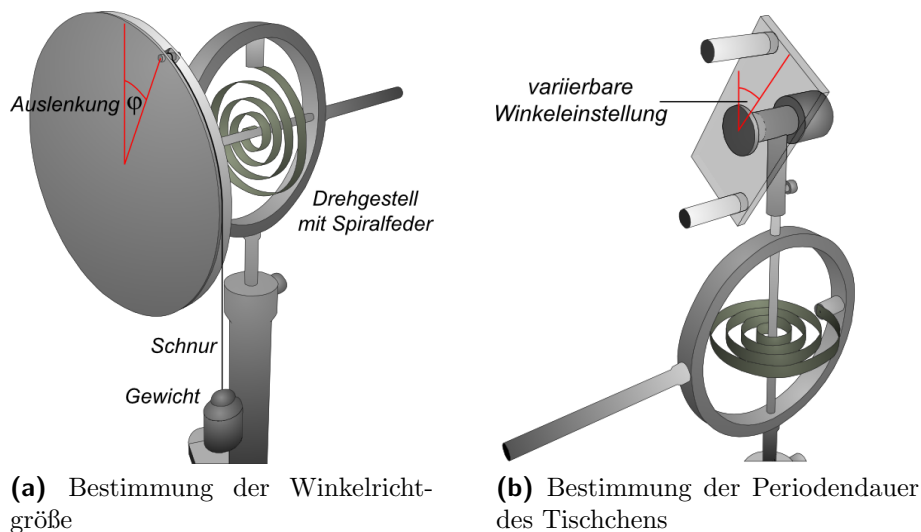 Auslenkung φ
Drehgestell
mit Spiralfeder
Schnur
Gewicht
(a) Bestimmung der Winkelricht-
größe
variierbare
Winkeleinstellung
(b) Bestimmung der Periodendauer
des Tischchens